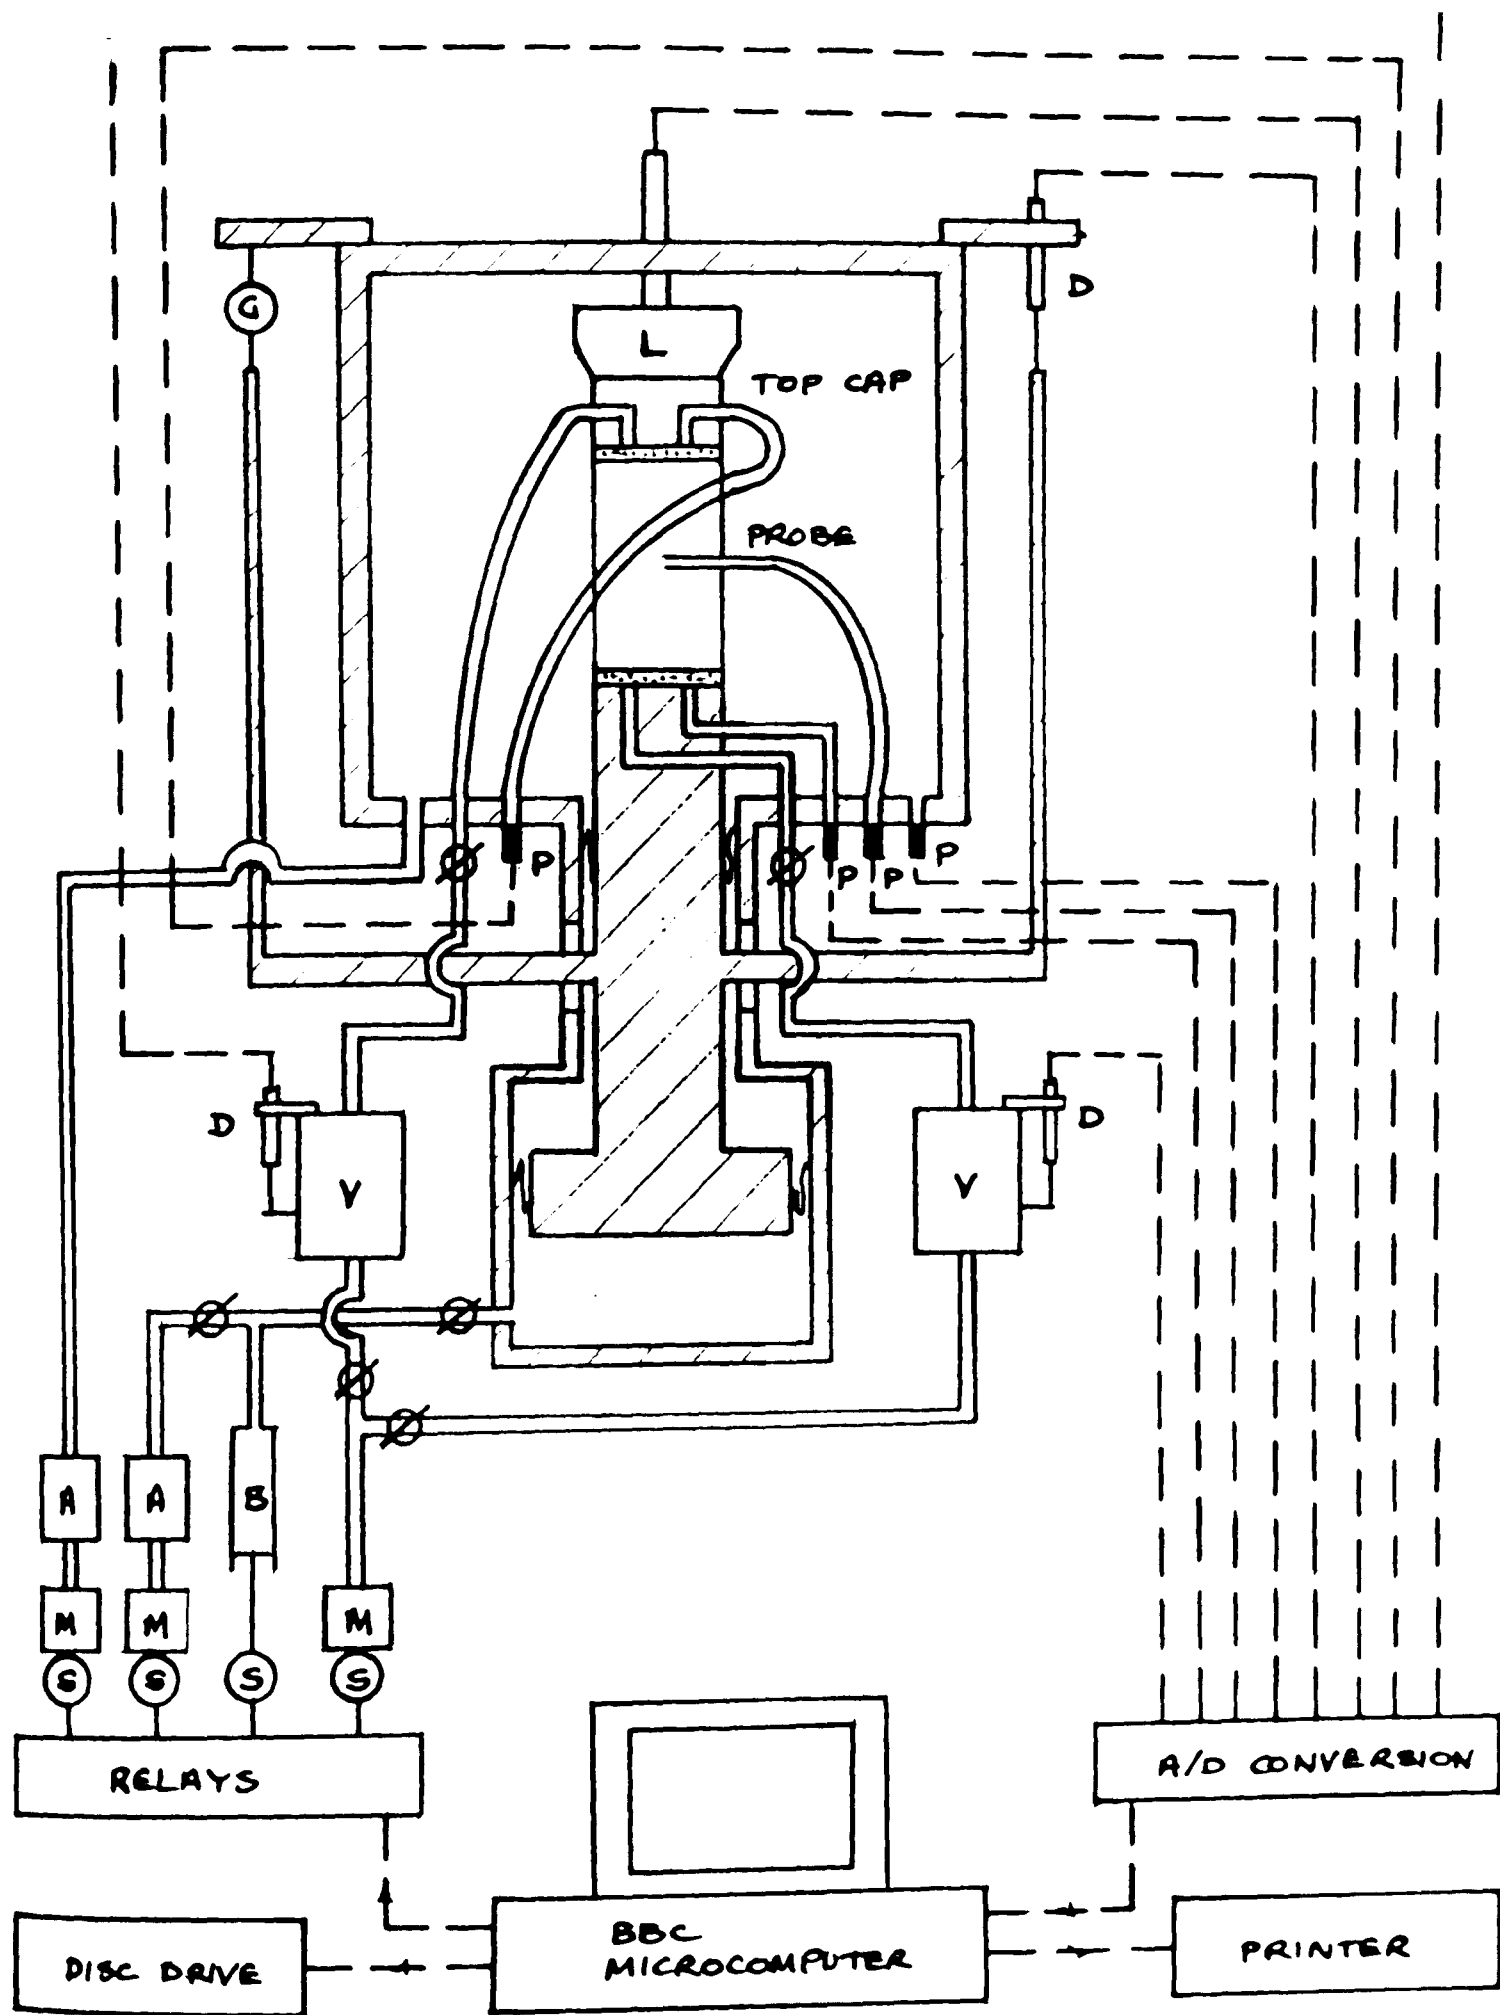 G
D
L
TOP CAP
PROBE
P
P
P
P
D
D
V
V
A
A
B
M
M
M
S
S
S
S
RELAYS
A/D CONVERSION
BBC
MICROCOMPUTER
DISC DRIVE
PRINTER